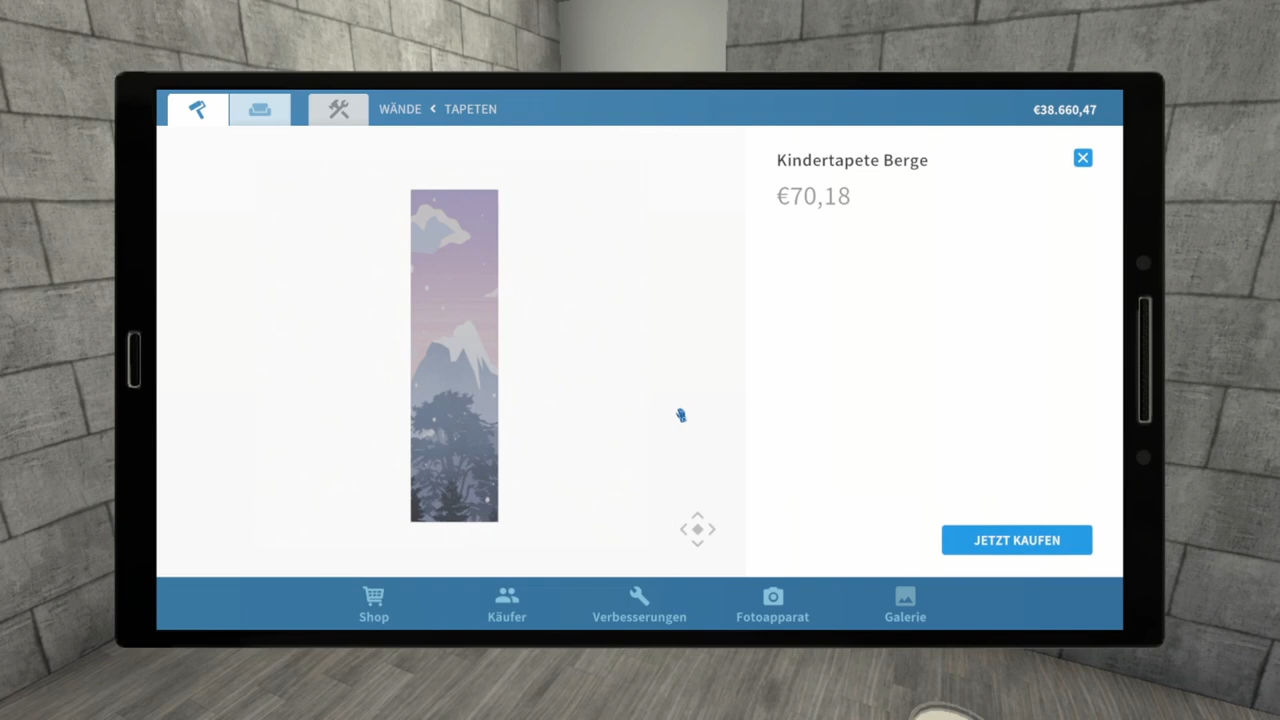 WÄNDE < TAPETEN
€38.660,47
Kindertapete Berge
€70,18
JETZT KAUFEN
Shop
Käufer
Verbesserungen
Fotoapparat
Galerie